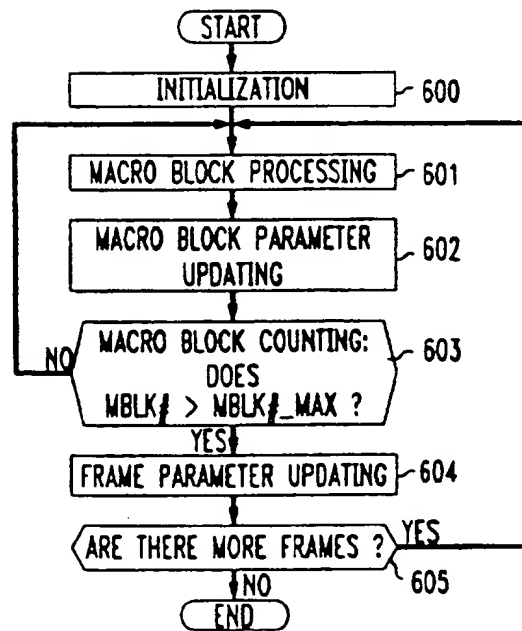 START
INITIALIZATION
600
MACRO BLOCK PROCESSING
601
MACRO BLOCK PARAMETER
UPDATING
602
MACRO BLOCK COUNTING:
DOES
MBLK# > MBLK#_MAX ?
603
NO
YES
FRAME PARAMETER UPDATING
604
ARE THERE MORE FRAMES ?
YES
605
NO
END